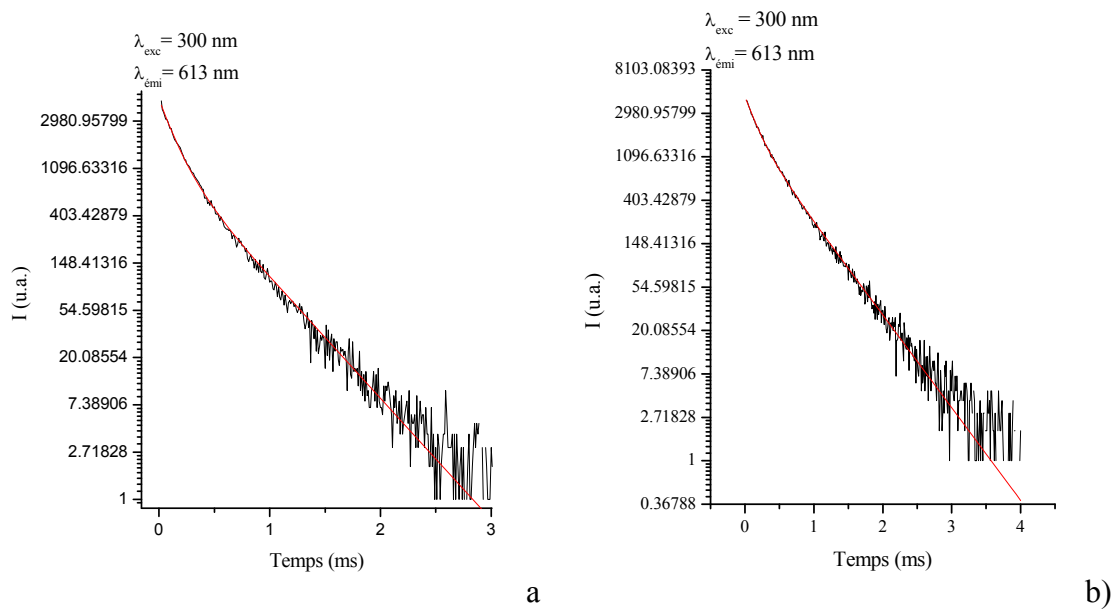 λexc= 300 nm
λémi= 613 nm
2980.95799
1096.63316
403.42879
148.41316
54.59815
20.08554
7.38906
2.71828
1
I (u.a.)
0 1 2 3
Temps (ms)
a
λexc= 300 nm
λémi= 613 nm
8103.08393
2980.95799
1096.63316
403.42879
148.41316
54.59815
20.08554
7.38906
2.71828
1
0.36788
I (u.a.)
0 1 2 3 4
Temps (ms)
b)